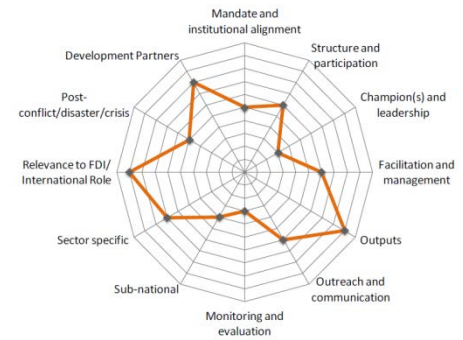 Mandate and
institutional alignment
Structure and
participation
Champion(s) and
leadership
Facilitation and
management
Outputs
Outreach and
communication
Monitoring and
evaluation
Sub-national
Sector specific
Relevance to FDI/
International Role
Post-
conflict/disaster/crisis
Development Partners